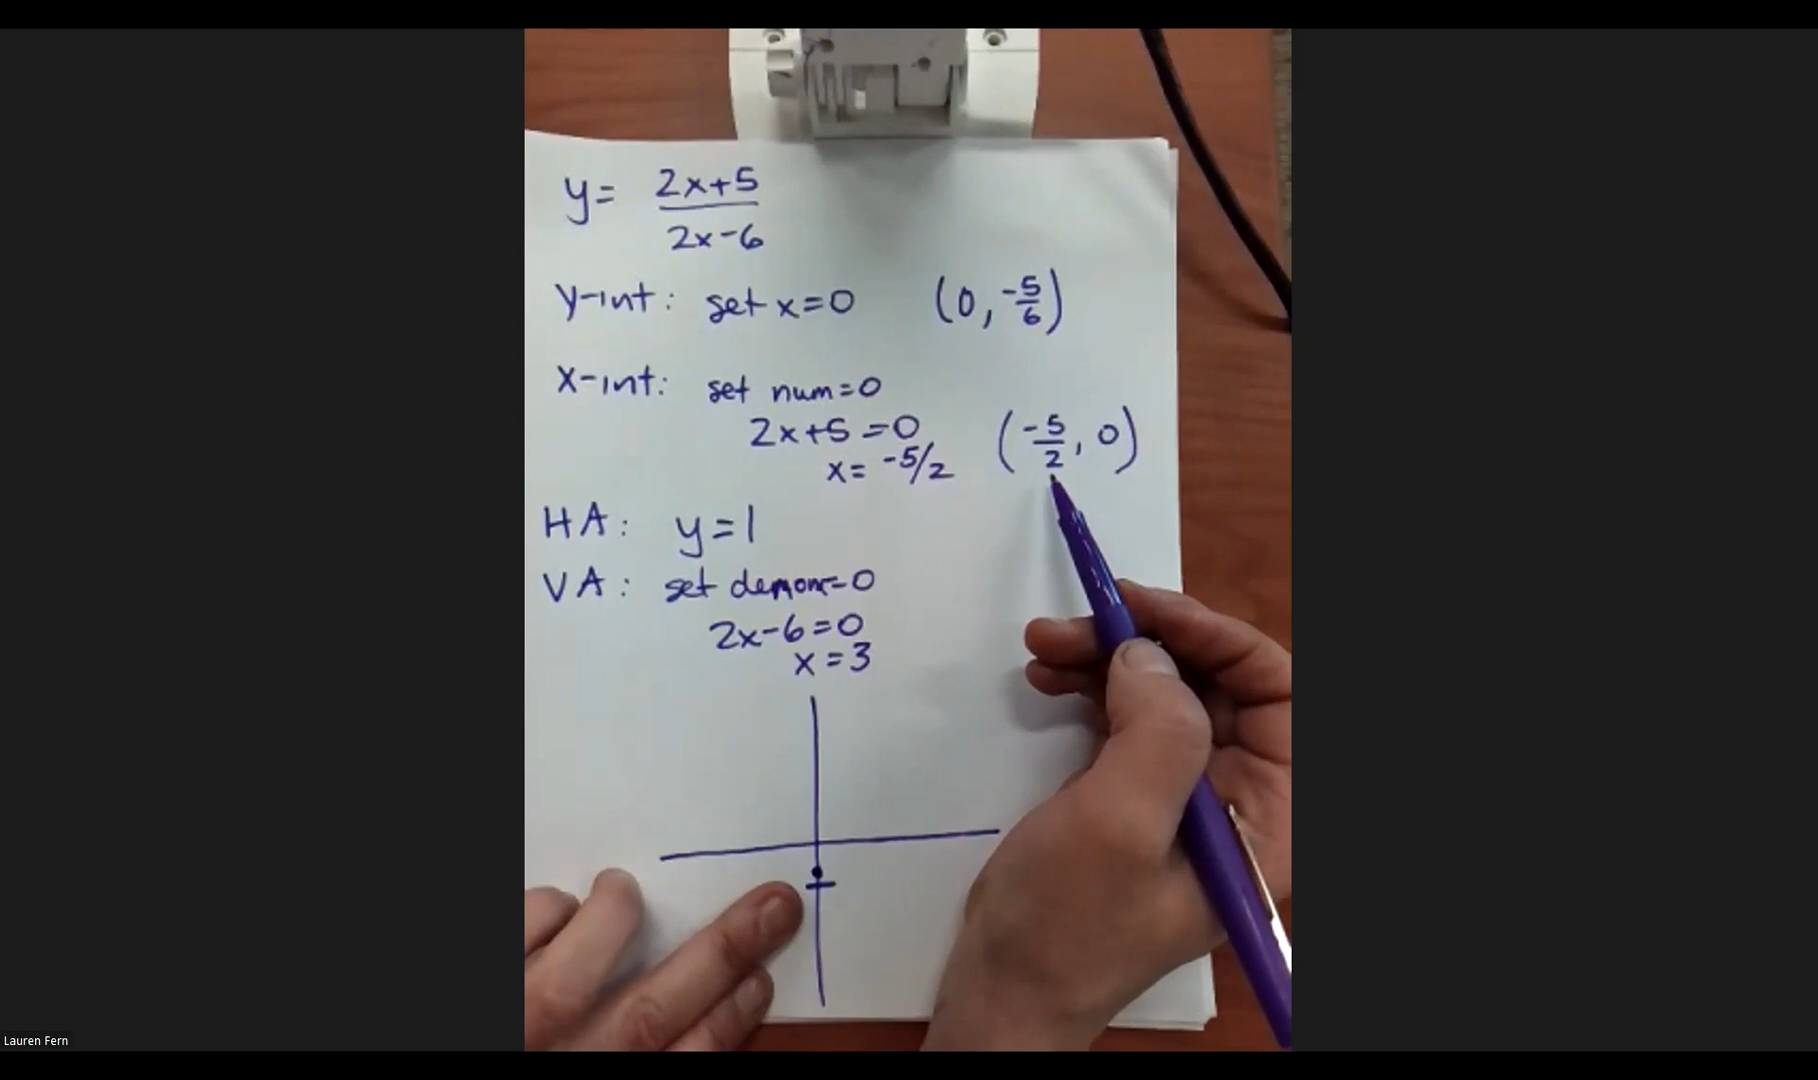 y = 2x+5
2x-6
y-int: set x=0 (0, -5/6)
x-int: set num=0
2x+5=0 (-5/2, 0)
x= -5/2
HA: y=1
VA: set denom=0
2x-6=0
x=3
Lauren Fern